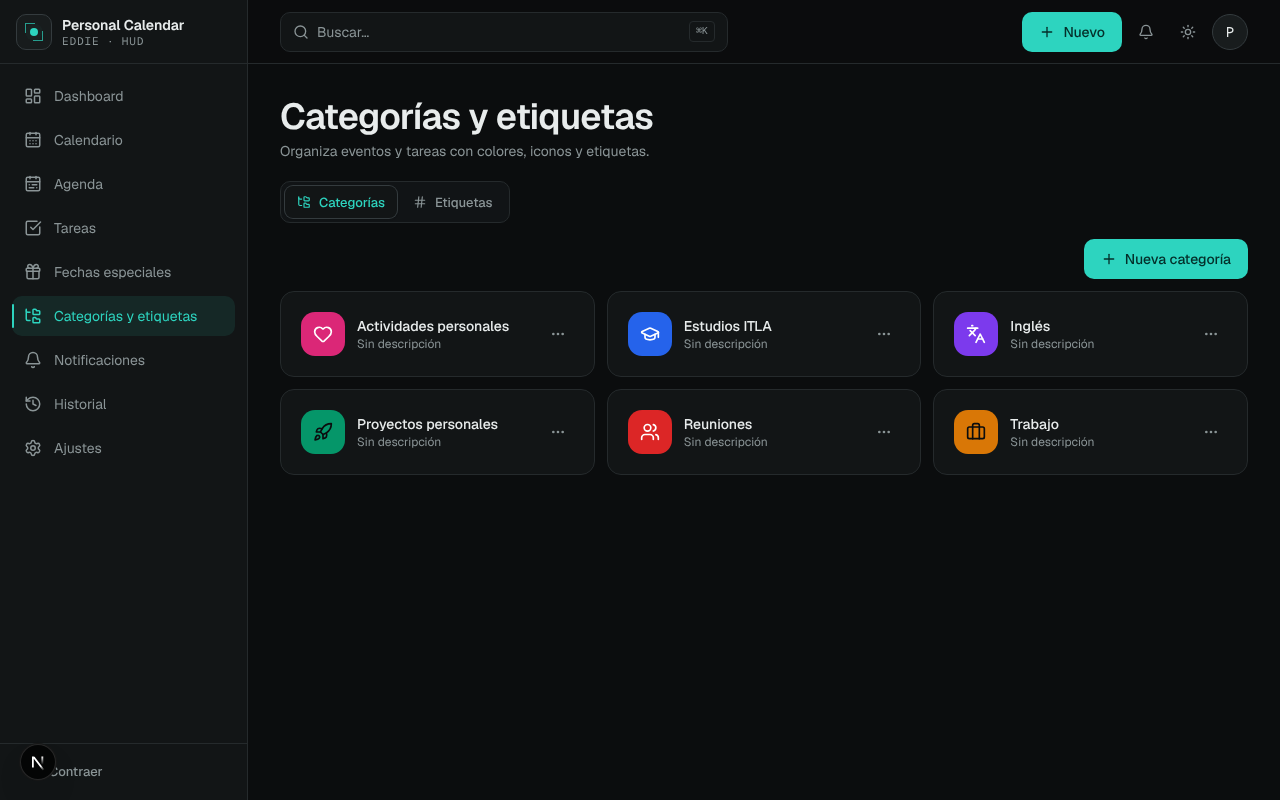 Personal Calendar
EDDIE · HUD
Buscar...
⌘K
Nuevo
P
Dashboard
Calendario
Agenda
Tareas
Fechas especiales
Categorías y etiquetas
Notificaciones
Historial
Ajustes
Contraer
N
Categorías y etiquetas
Organiza eventos y tareas con colores, iconos y etiquetas.
Categorías
Etiquetas
Nueva categoría
Actividades personales
Sin descripción
Estudios ITLA
Sin descripción
Inglés
Sin descripción
Proyectos personales
Sin descripción
Reuniones
Sin descripción
Trabajo
Sin descripción